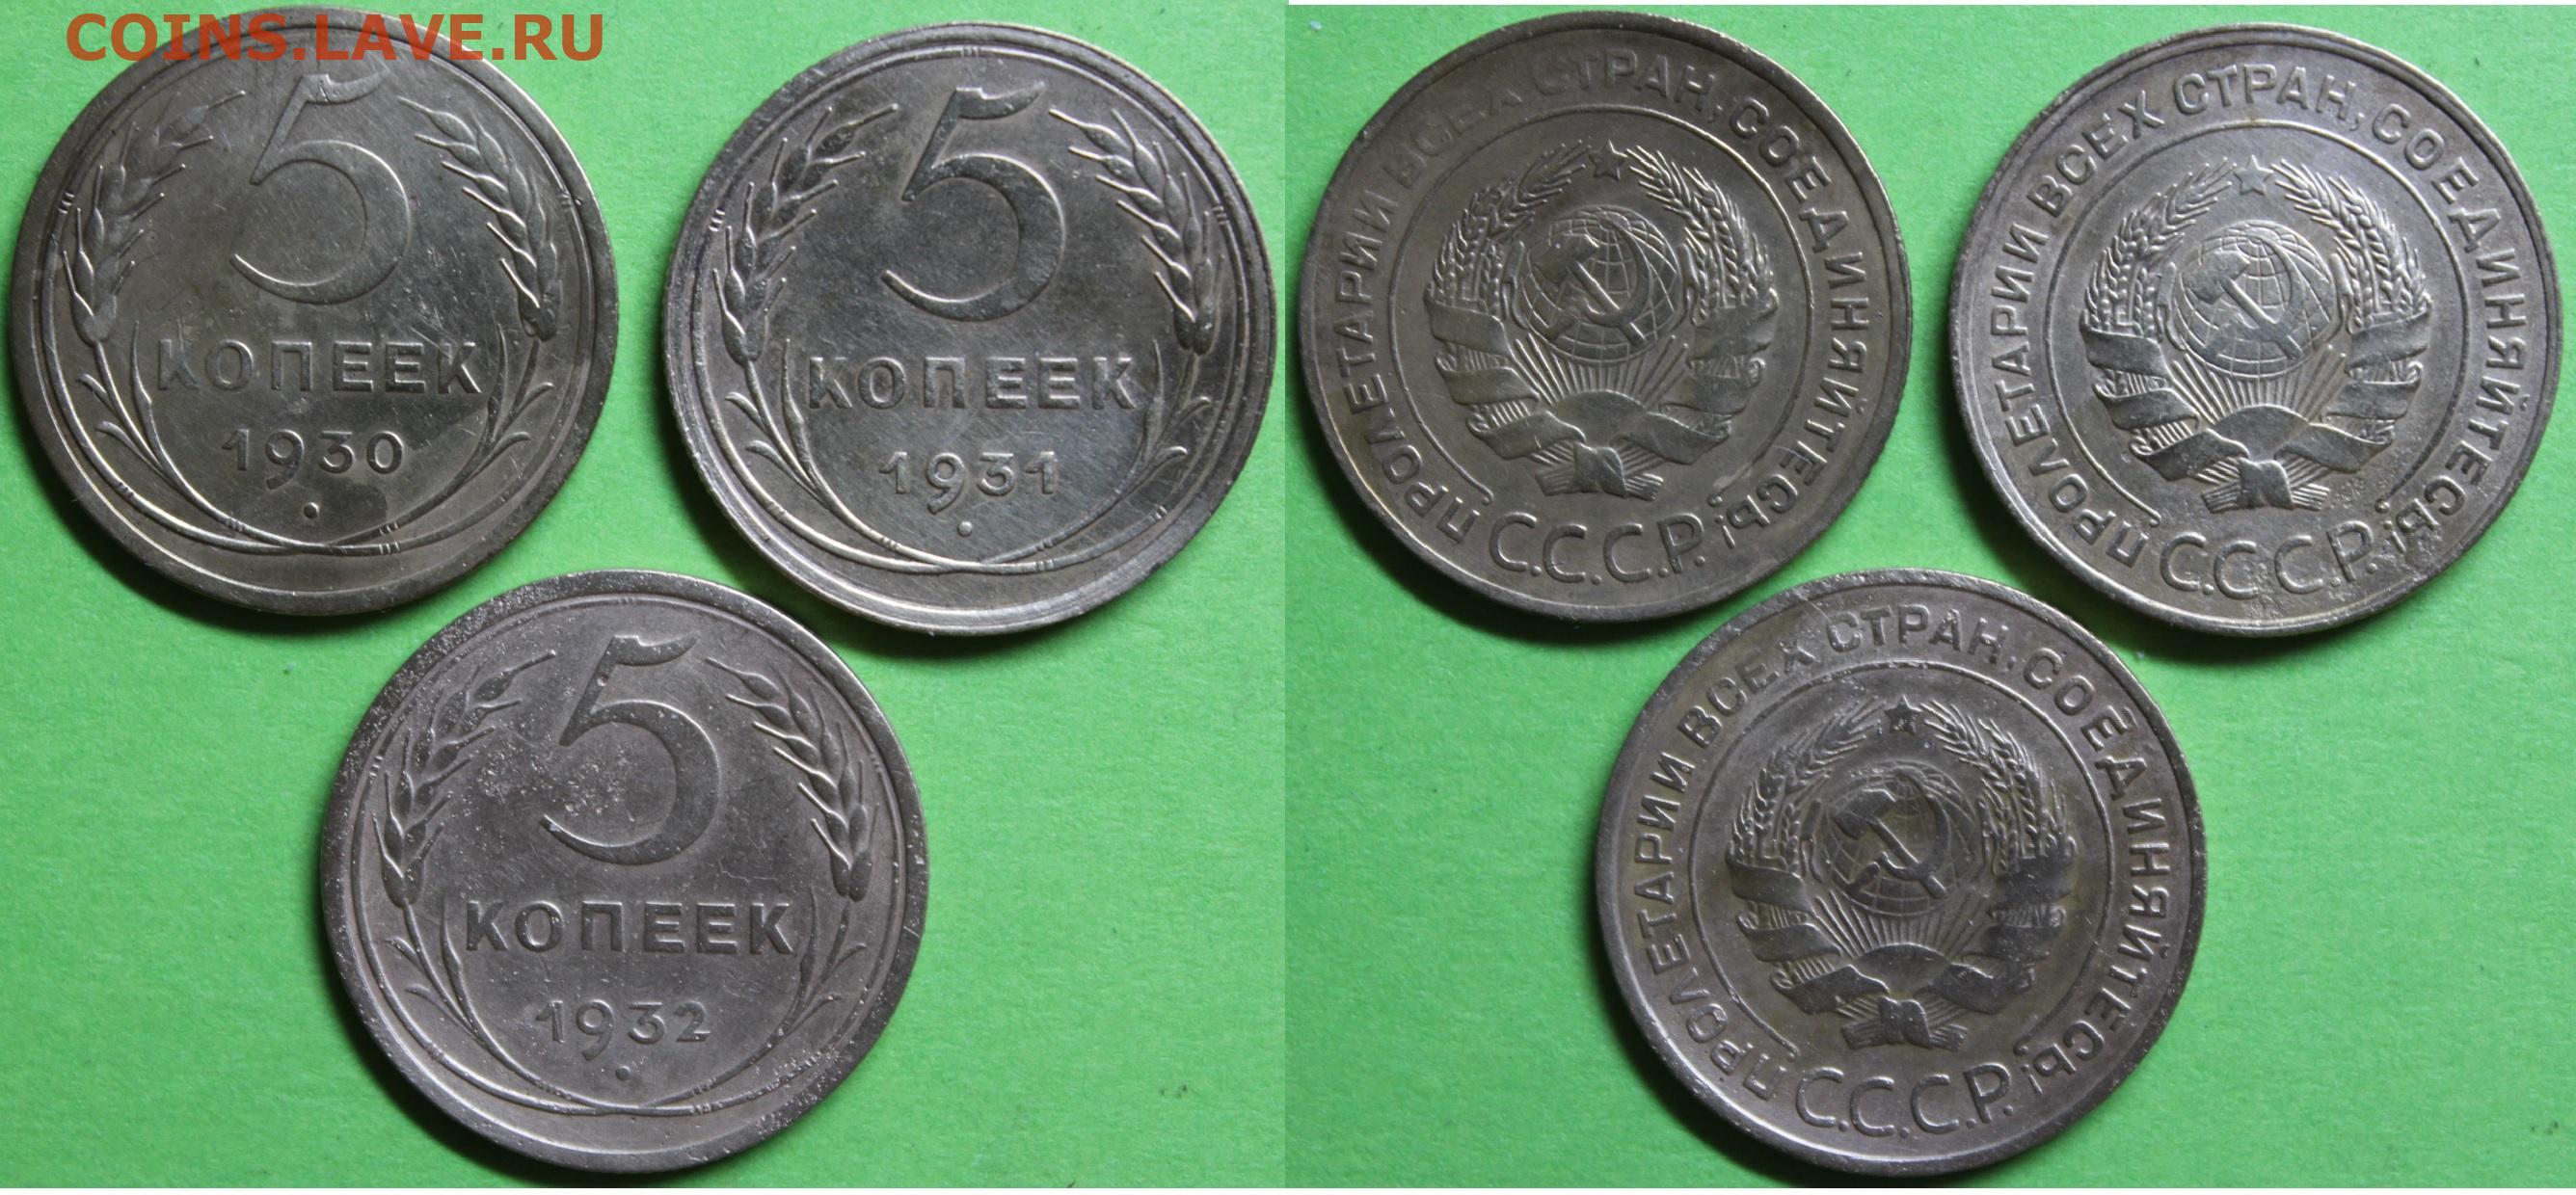 COINS.LAVE.RU
5
КОПЕЕК
1930
5
КОПЕЕК
1931
5
КОПЕЕК
1932
ПРОЛЕТАРИИ ВСЕХ СТРАН, СОЕДИНЯЙТЕСЬ!
С.С.С.Р.
ПРОЛЕТАРИИ ВСЕХ СТРАН, СОЕДИНЯЙТЕСЬ!
С.С.С.Р.
ПРОЛЕТАРИИ ВСЕХ СТРАН, СОЕДИНЯЙТЕСЬ!
С.С.С.Р.